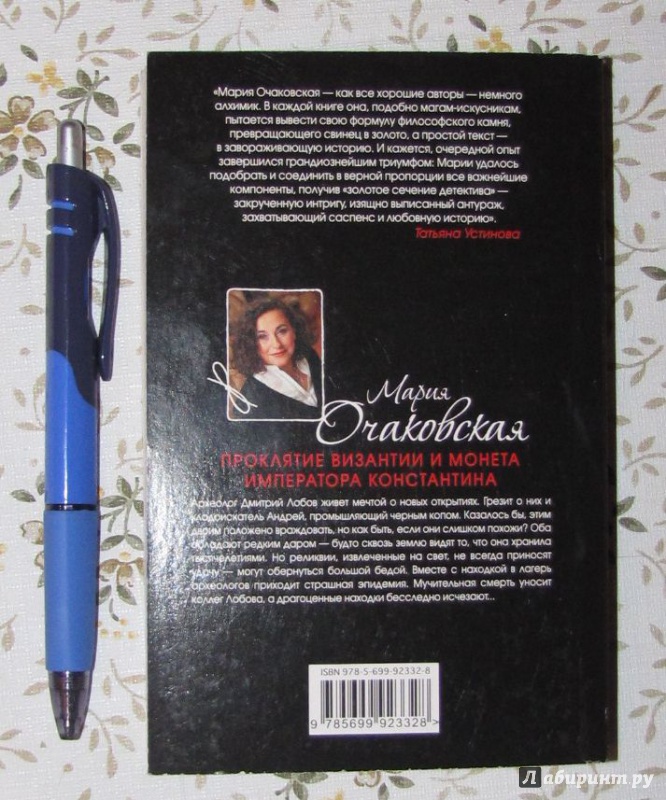 «Мария Очаковская — как все хорошие авторы — немного
алхимик. В каждой книге она, подобно магам-искусникам,
пытается вывести свою формулу философского камня,
превращающего свинец в золото, а простой текст —
в завораживающую историю. И кажется, очередной опыт
завершился грандиознейшим триумфом: Марии удалось
подобрать и соединить в верной пропорции все важнейшие
компоненты, получив «золотое сечение детектива» —
закрученную интригу, изящно выписанный антураж,
захватывающий саспенс и любовную историю».
Татьяна Устинова
Мария
Очаковская
ПРОКЛЯТИЕ ВИЗАНТИИ И МОНЕТА
ИМПЕРАТОРА КОНСТАНТИНА
Археолог Дмитрий Лобов живет мечтой о новых открытиях. Грезит о них и
кладоискатель Андрей, промышляющий черным копом. Казалось бы, этим
двоим положено враждовать, но как быть, если они слишком похожи? Оба
обладают редким даром — будто сквозь землю видят то, что она хранила
тысячелетиями. Но реликвии, извлеченные на свет, не всегда приносят
удачу — могут обернуться большой бедой. Вместе с находкой в лагерь
археологов приходит страшная эпидемия. Мучительная смерть уносит
коллег Лобова, а драгоценные находки бесследно исчезают...
ISBN 978-5-699-92332-8
9 785699 923328 >
Лабиринт.ру